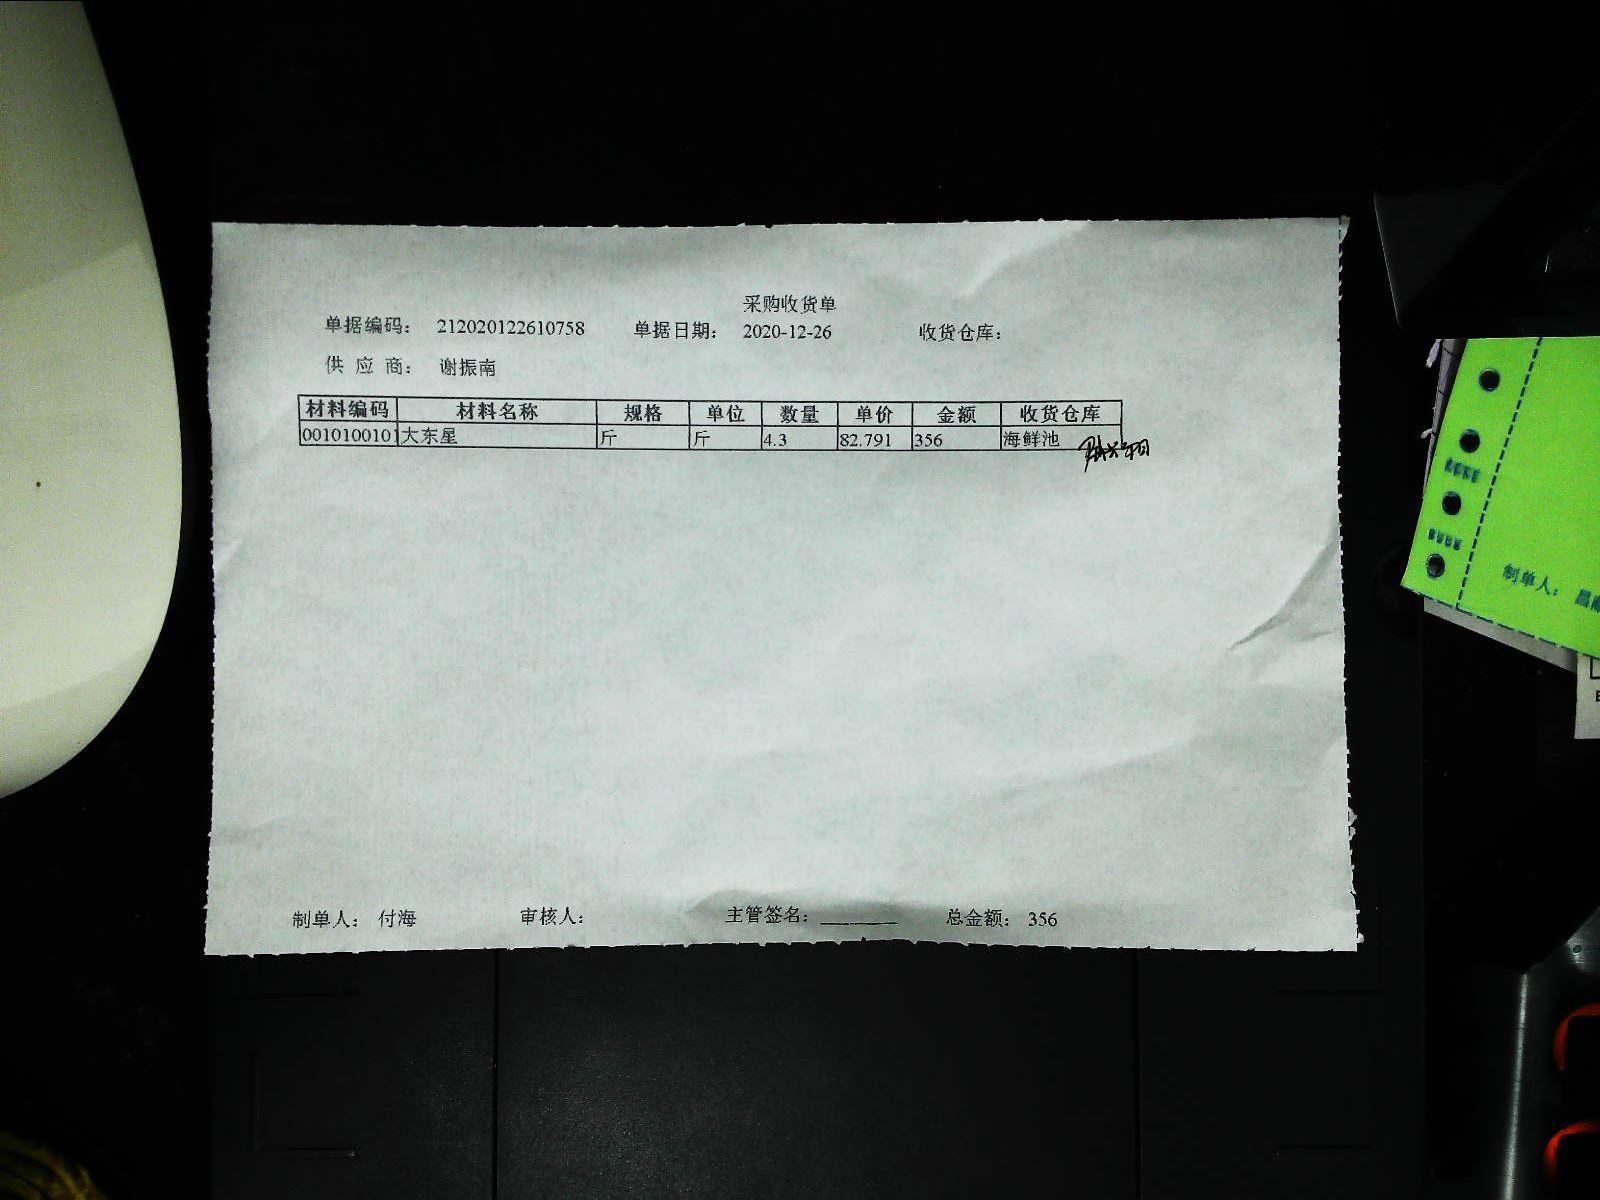 采购收货单
单据编码： 212020122610758 单据日期： 2020-12-26 收货仓库：
供 应 商： 谢振南
材料编码 材料名称 规格 单位 数量 单价 金额 收货仓库
0010100101 大东星 斤 斤 4.3 82.791 356 海鲜池
制单人： 付海 审核人： 主管签名：________ 总金额： 356
制单人：